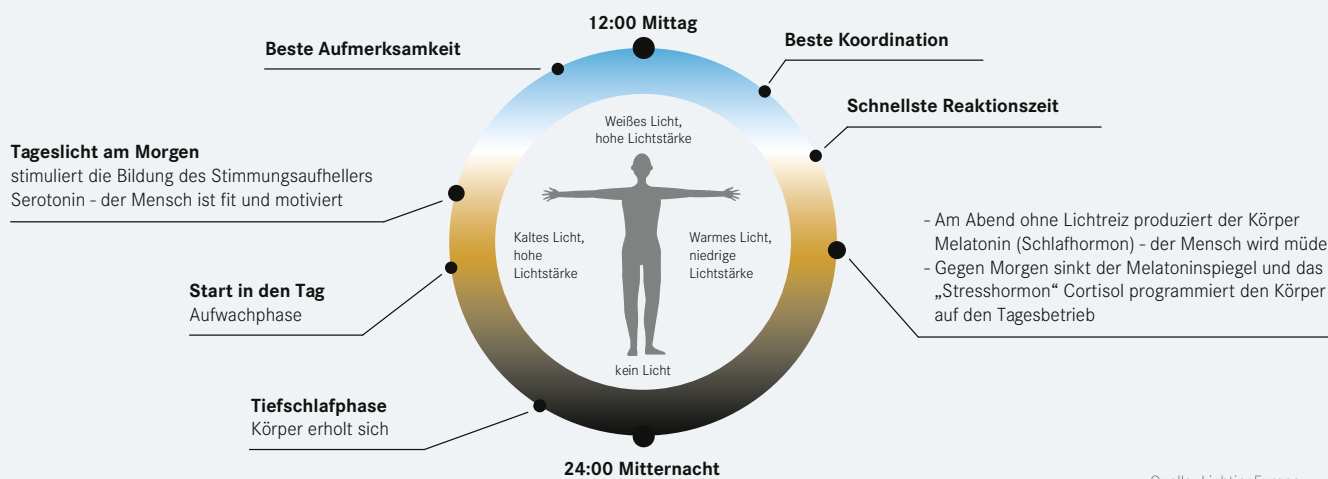 12:00 Mittag
Beste Aufmerksamkeit
Beste Koordination
Schnellste Reaktionszeit
Tageslicht am Morgen
stimuliert die Bildung des Stimmungsaufhellers
Serotonin - der Mensch ist fit und motiviert
Weißes Licht,
hohe Lichtstärke
Kaltes Licht,
hohe
Lichtstärke
Warmes Licht,
niedrige
Lichtstärke
kein Licht
- Am Abend ohne Lichtreiz produziert der Körper
Melatonin (Schlafhormon) - der Mensch wird müde
- Gegen Morgen sinkt der Melatoninspiegel und das
„Stresshormon“ Cortisol programmiert den Körper
auf den Tagesbetrieb
Start in den Tag
Aufwachphase
Tiefschlafphase
Körper erholt sich
24:00 Mitternacht